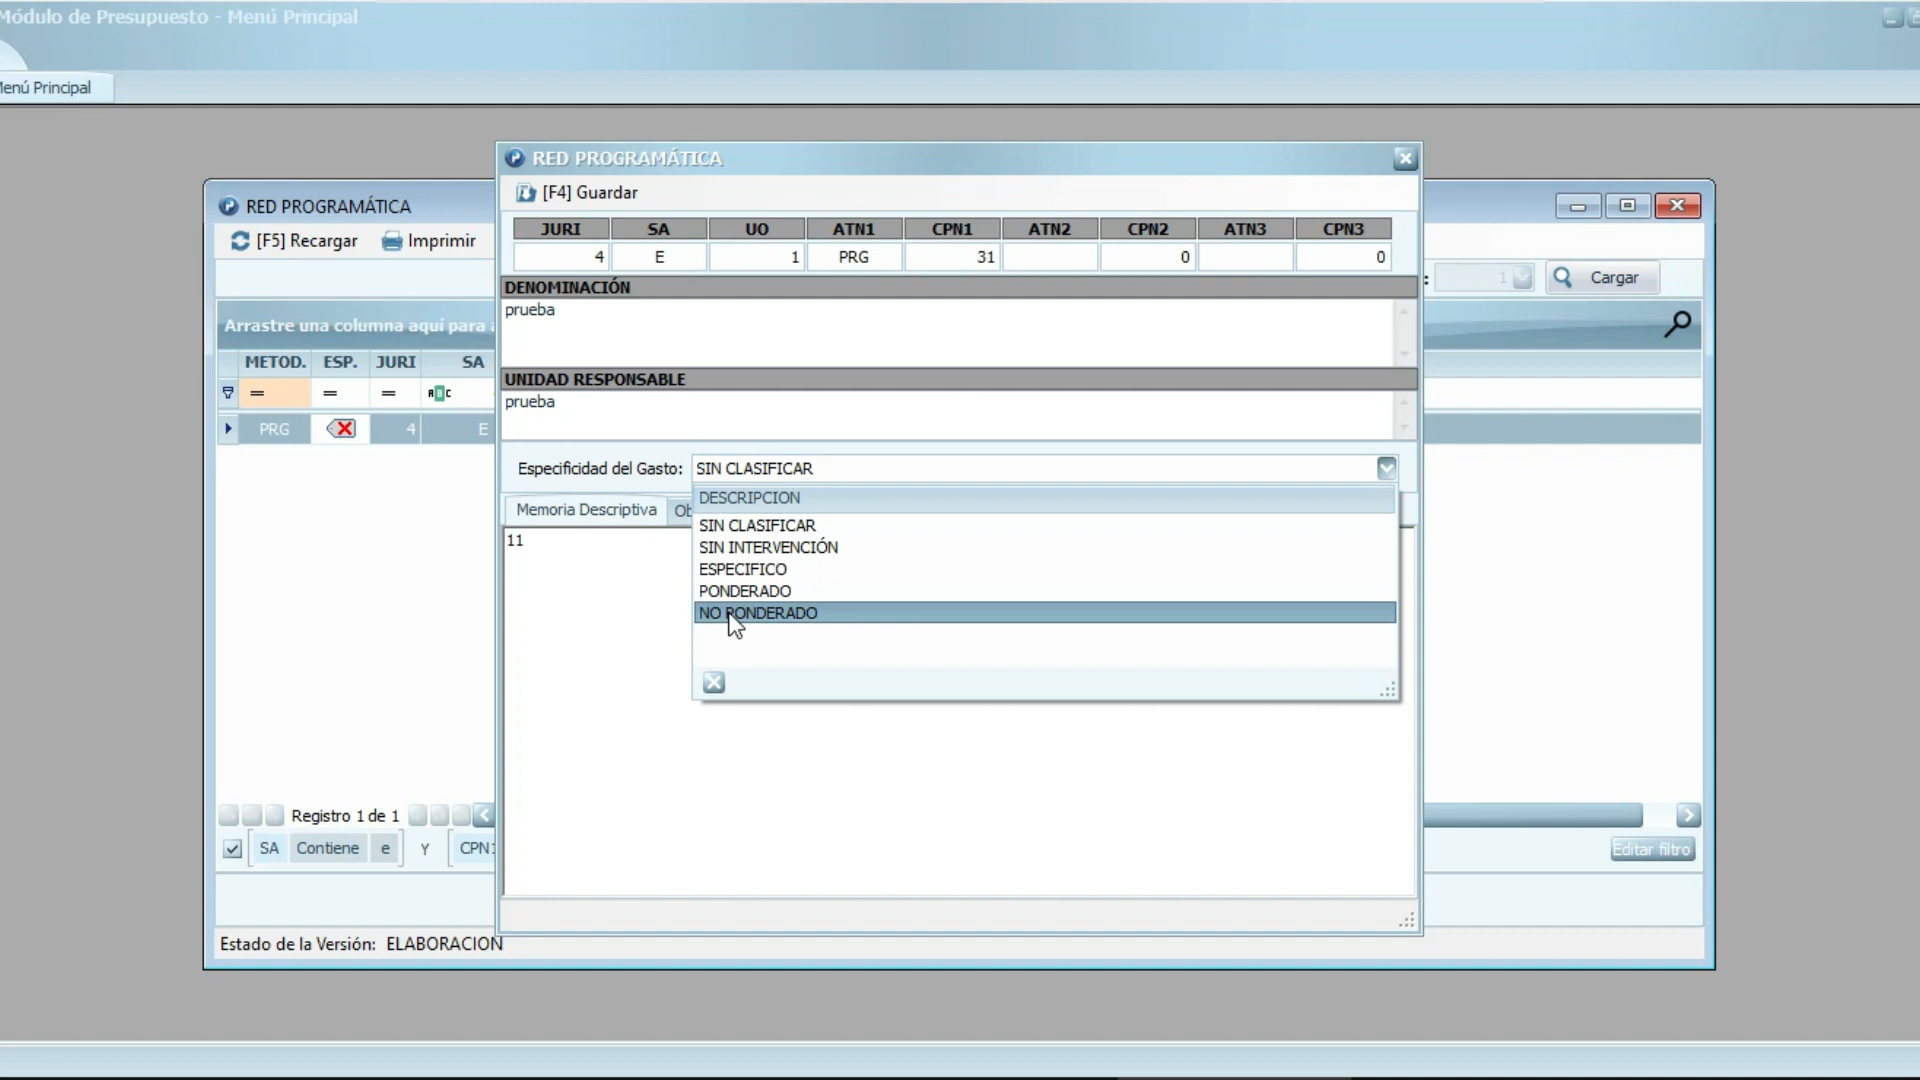 Módulo de Presupuesto - Menú Principal
Menú Principal
RED PROGRAMÁTICA
[F5] Recargar Imprimir
1 Cargar
Arrastre una columna aquí para
METOD. ESP. JURI SA
= = = ABC
PRG 4 E
Registro 1 de 1
SA Contiene e Y CPN1
Editar filtro
Estado de la Versión: ELABORACION
RED PROGRAMÁTICA
[F4] Guardar
JURI SA UO ATN1 CPN1 ATN2 CPN2 ATN3 CPN3
4 E 1 PRG 31 0 0
DENOMINACIÓN
prueba
UNIDAD RESPONSABLE
prueba
Especificidad del Gasto: SIN CLASIFICAR
Memoria Descriptiva Ob
11
DESCRIPCION
SIN CLASIFICAR
SIN INTERVENCIÓN
ESPECIFICO
PONDERADO
NO PONDERADO